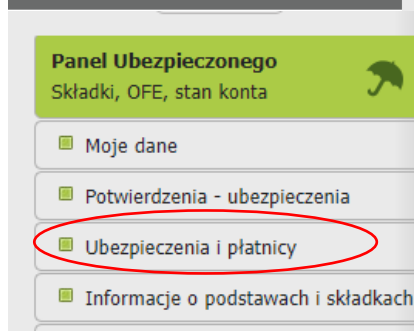 Panel Ubezpieczonego
Składki, OFE, stan konta
Moje dane
Potwierdzenia - ubezpieczenia
Ubezpieczenia i płatnicy
Informacje o podstawach i składkach